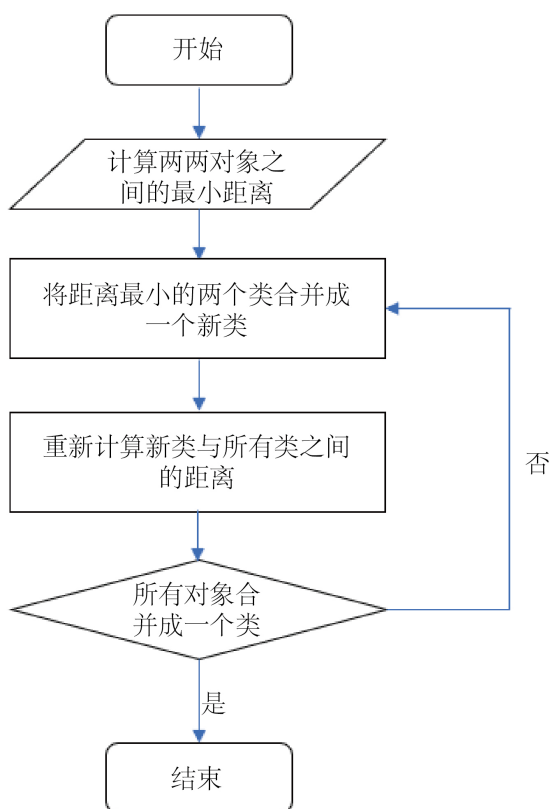 开始
计算两两对象之
间的最小距离
将距离最小的两个类合并成
一个新类
重新计算新类与所有类之间
的距离
否
所有对象合
并成一个类
是
结束